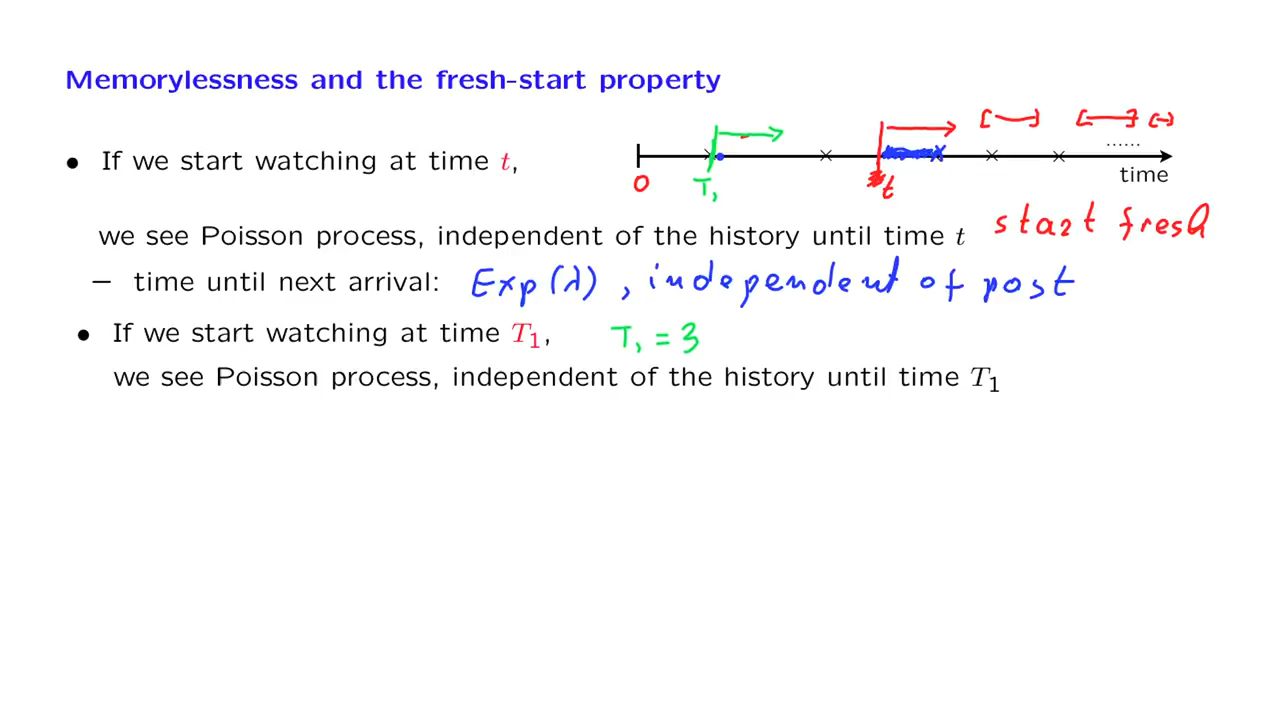 Memorylessness and the fresh-start property
• If we start watching at time t,
0 T₁ t ...... time
we see Poisson process, independent of the history until time t start fresh
– time until next arrival: Exp(λ), independent of past
• If we start watching at time T₁, T₁ = 3
we see Poisson process, independent of the history until time T₁